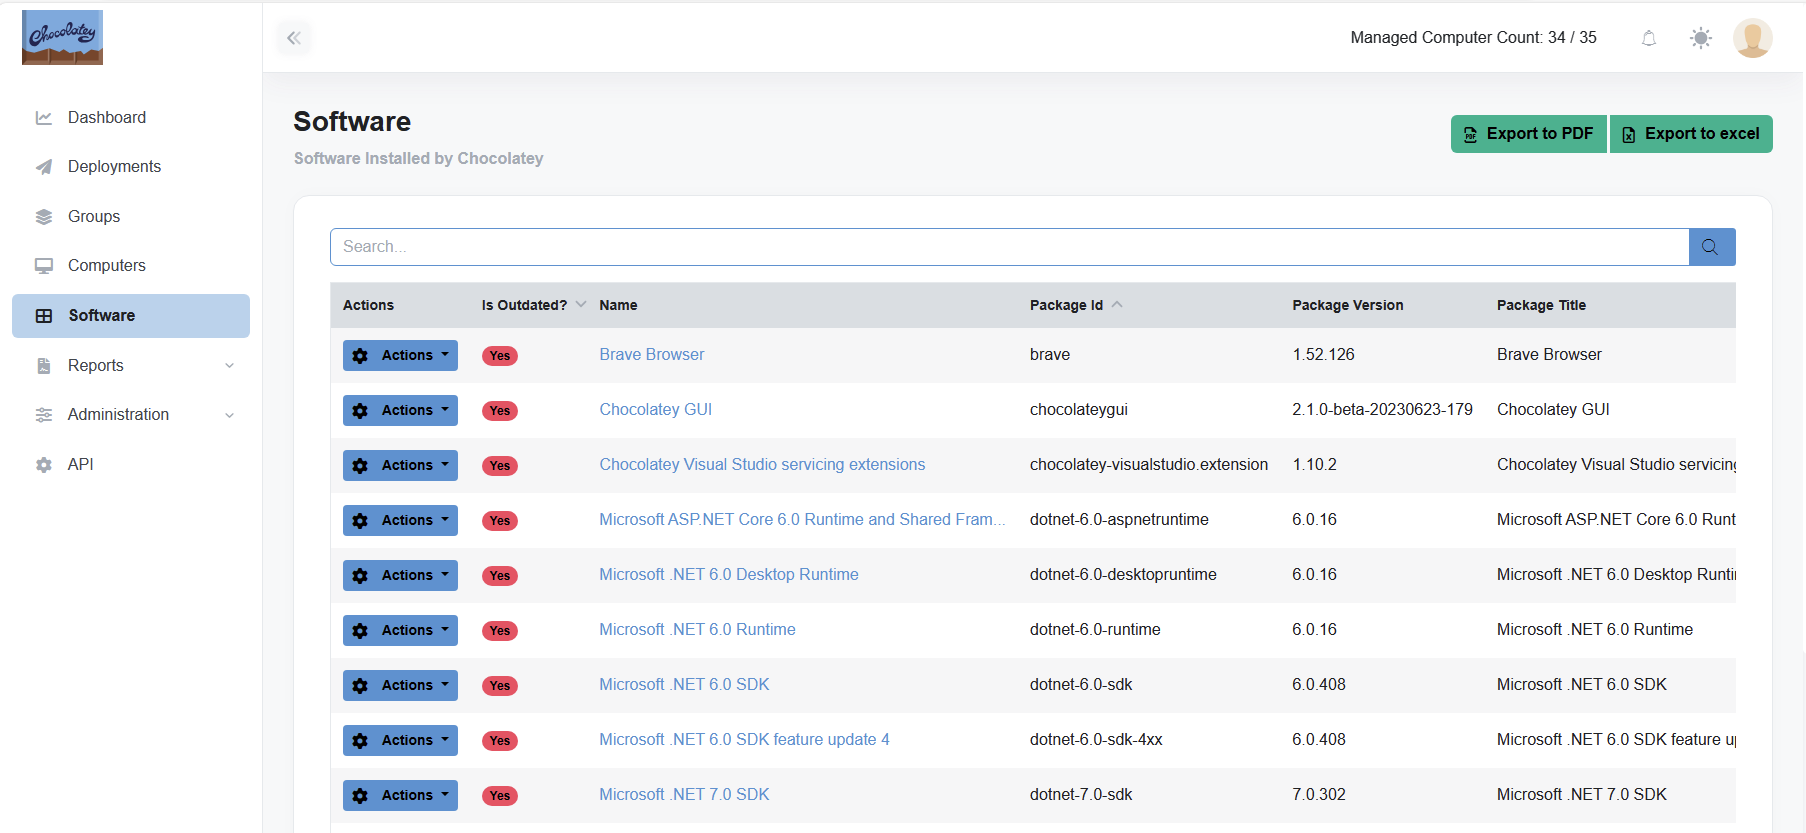 Chocolatey
Managed Computer Count: 34 / 35
Dashboard
Deployments
Groups
Computers
Software
Reports
Administration
API
Software
Software Installed by Chocolatey
Export to PDF
Export to excel
Search...
Actions Is Outdated? Name Package Id Package Version Package Title
Actions Yes Brave Browser brave 1.52.126 Brave Browser
Actions Yes Chocolatey GUI chocolateygui 2.1.0-beta-20230623-179 Chocolatey GUI
Actions Yes Chocolatey Visual Studio servicing extensions chocolatey-visualstudio.extension 1.10.2 Chocolatey Visual Studio servicing
Actions Yes Microsoft ASP.NET Core 6.0 Runtime and Shared Fram... dotnet-6.0-aspnetruntime 6.0.16 Microsoft ASP.NET Core 6.0 Runt
Actions Yes Microsoft .NET 6.0 Desktop Runtime dotnet-6.0-desktopruntime 6.0.16 Microsoft .NET 6.0 Desktop Runti
Actions Yes Microsoft .NET 6.0 Runtime dotnet-6.0-runtime 6.0.16 Microsoft .NET 6.0 Runtime
Actions Yes Microsoft .NET 6.0 SDK dotnet-6.0-sdk 6.0.408 Microsoft .NET 6.0 SDK
Actions Yes Microsoft .NET 6.0 SDK feature update 4 dotnet-6.0-sdk-4xx 6.0.408 Microsoft .NET 6.0 SDK feature up
Actions Yes Microsoft .NET 7.0 SDK dotnet-7.0-sdk 7.0.302 Microsoft .NET 7.0 SDK